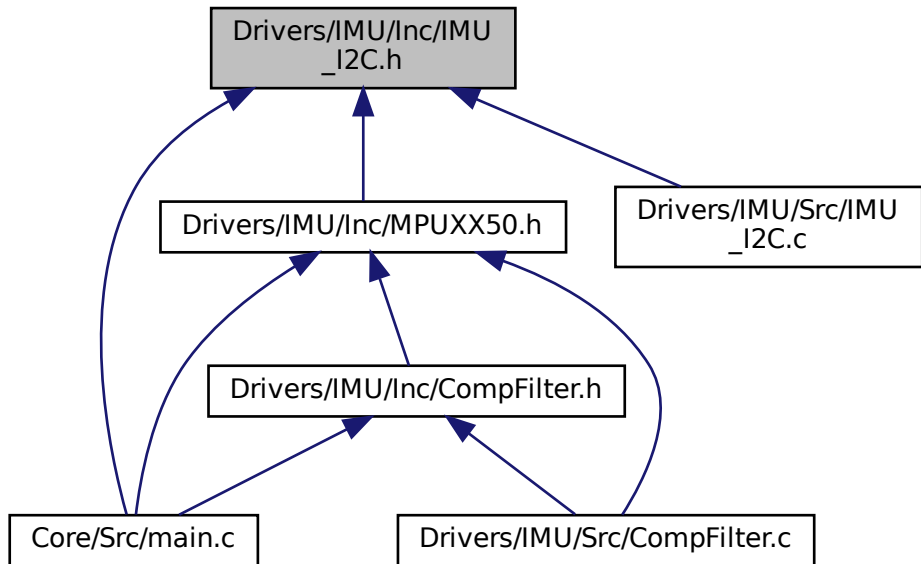 Drivers/IMU/Inc/IMU
_I2C.h
Drivers/IMU/Inc/MPUXX50.h
Drivers/IMU/Src/IMU
_I2C.c
Drivers/IMU/Inc/CompFilter.h
Core/Src/main.c
Drivers/IMU/Src/CompFilter.c